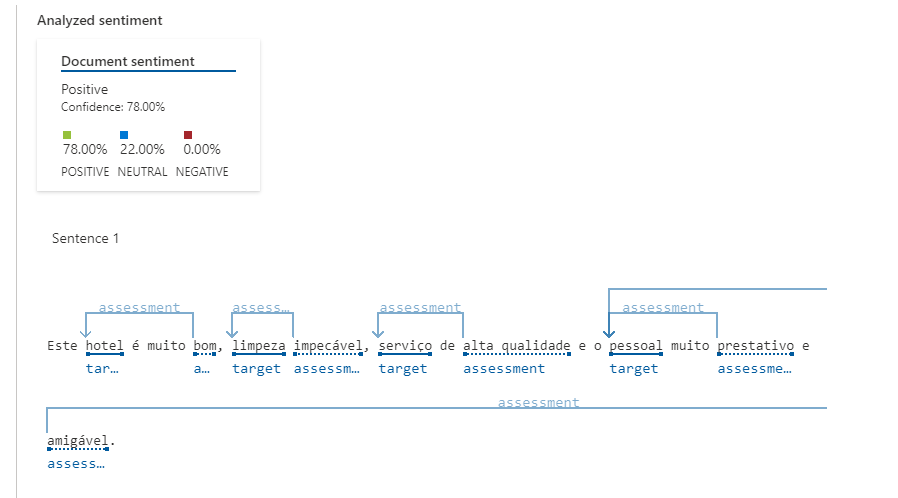 Analyzed sentiment
Document sentiment
Positive
Confidence: 78.00%
78.00% 22.00% 0.00%
POSITIVE NEUTRAL NEGATIVE
Sentence 1
assessment assess... assessment assessment
Este hotel é muito bom, limpeza impecável, serviço de alta qualidade e o pessoal muito prestativo e
tar... a... target assessm... target assessment target assessme...
assessment
amigável.
assess...